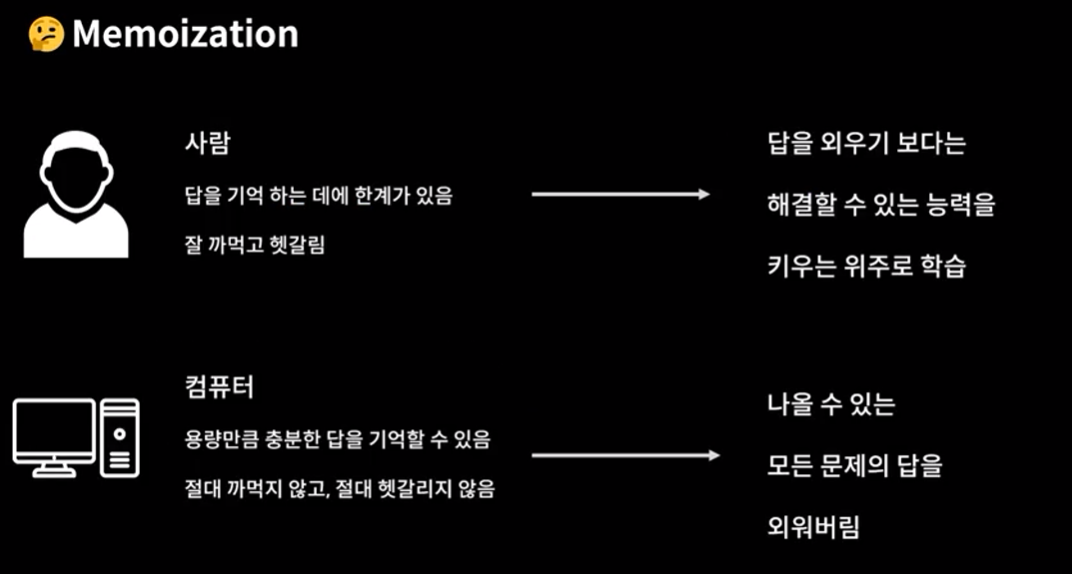 🤔 Memoization
사람
답을 기억 하는 데에 한계가 있음
잘 까먹고 헷갈림
답을 외우기 보다는
해결할 수 있는 능력을
키우는 위주로 학습
컴퓨터
용량만큼 충분한 답을 기억할 수 있음
절대 까먹지 않고, 절대 헷갈리지 않음
나올 수 있는
모든 문제의 답을
외워버림